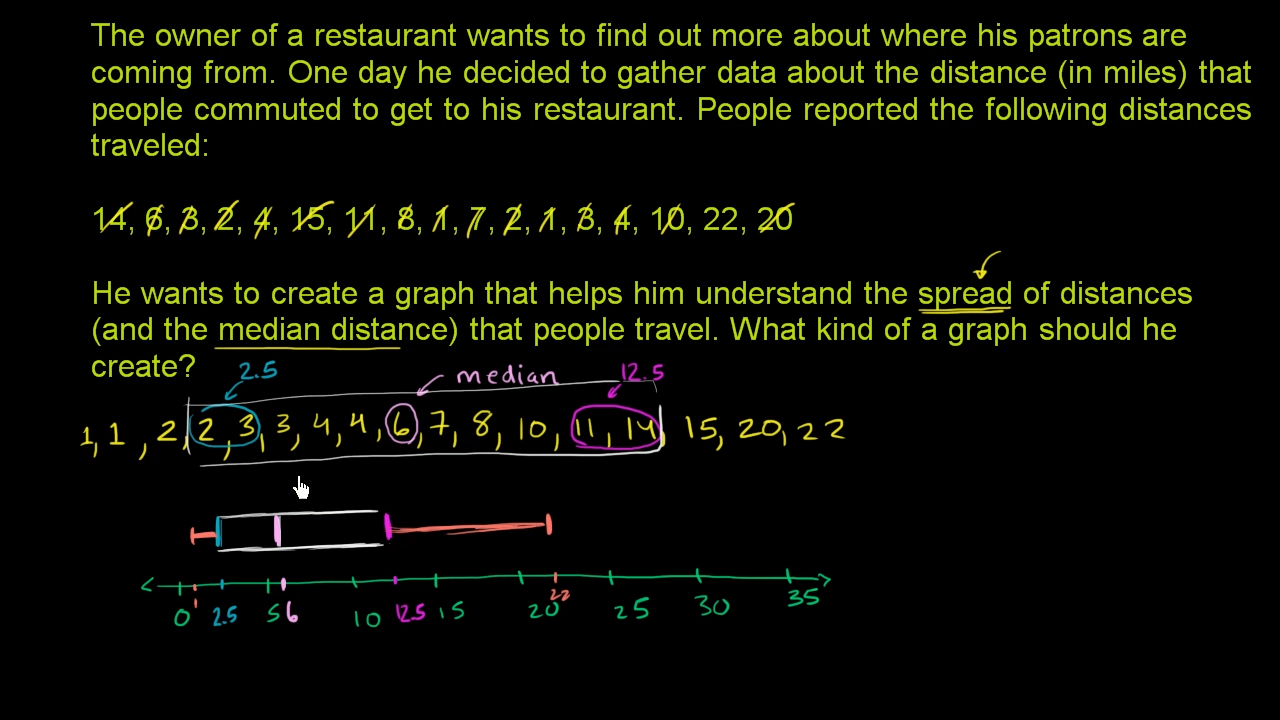 The owner of a restaurant wants to find out more about where his patrons are
coming from. One day he decided to gather data about the distance (in miles) that
people commuted to get to his restaurant. People reported the following distances
traveled:
14, 6, 3, 2, 4, 15, 11, 8, 1, 7, 2, 1, 3, 4, 10, 22, 20
He wants to create a graph that helps him understand the spread of distances
(and the median distance) that people travel. What kind of a graph should he
create?
2.5 median 12.5
1, 1, 2, 2, 3, 3, 4, 4, 6, 7, 8, 10, 11, 14, 15, 20, 22
0 1 2.5 5 6 10 12.5 15 20 22 25 30 35